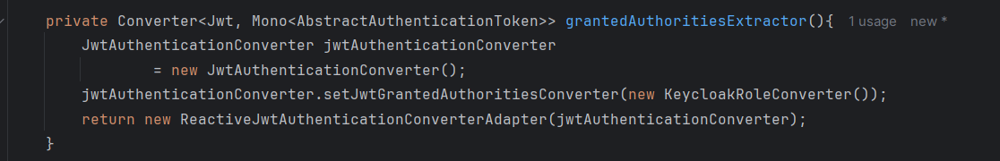 private Converter<Jwt, Mono<AbstractAuthenticationToken>> grantedAuthoritiesExtractor(){ 1 usage new *
JwtAuthenticationConverter jwtAuthenticationConverter
= new JwtAuthenticationConverter();
jwtAuthenticationConverter.setJwtGrantedAuthoritiesConverter(new KeycloakRoleConverter());
return new ReactiveJwtAuthenticationConverterAdapter(jwtAuthenticationConverter);
}